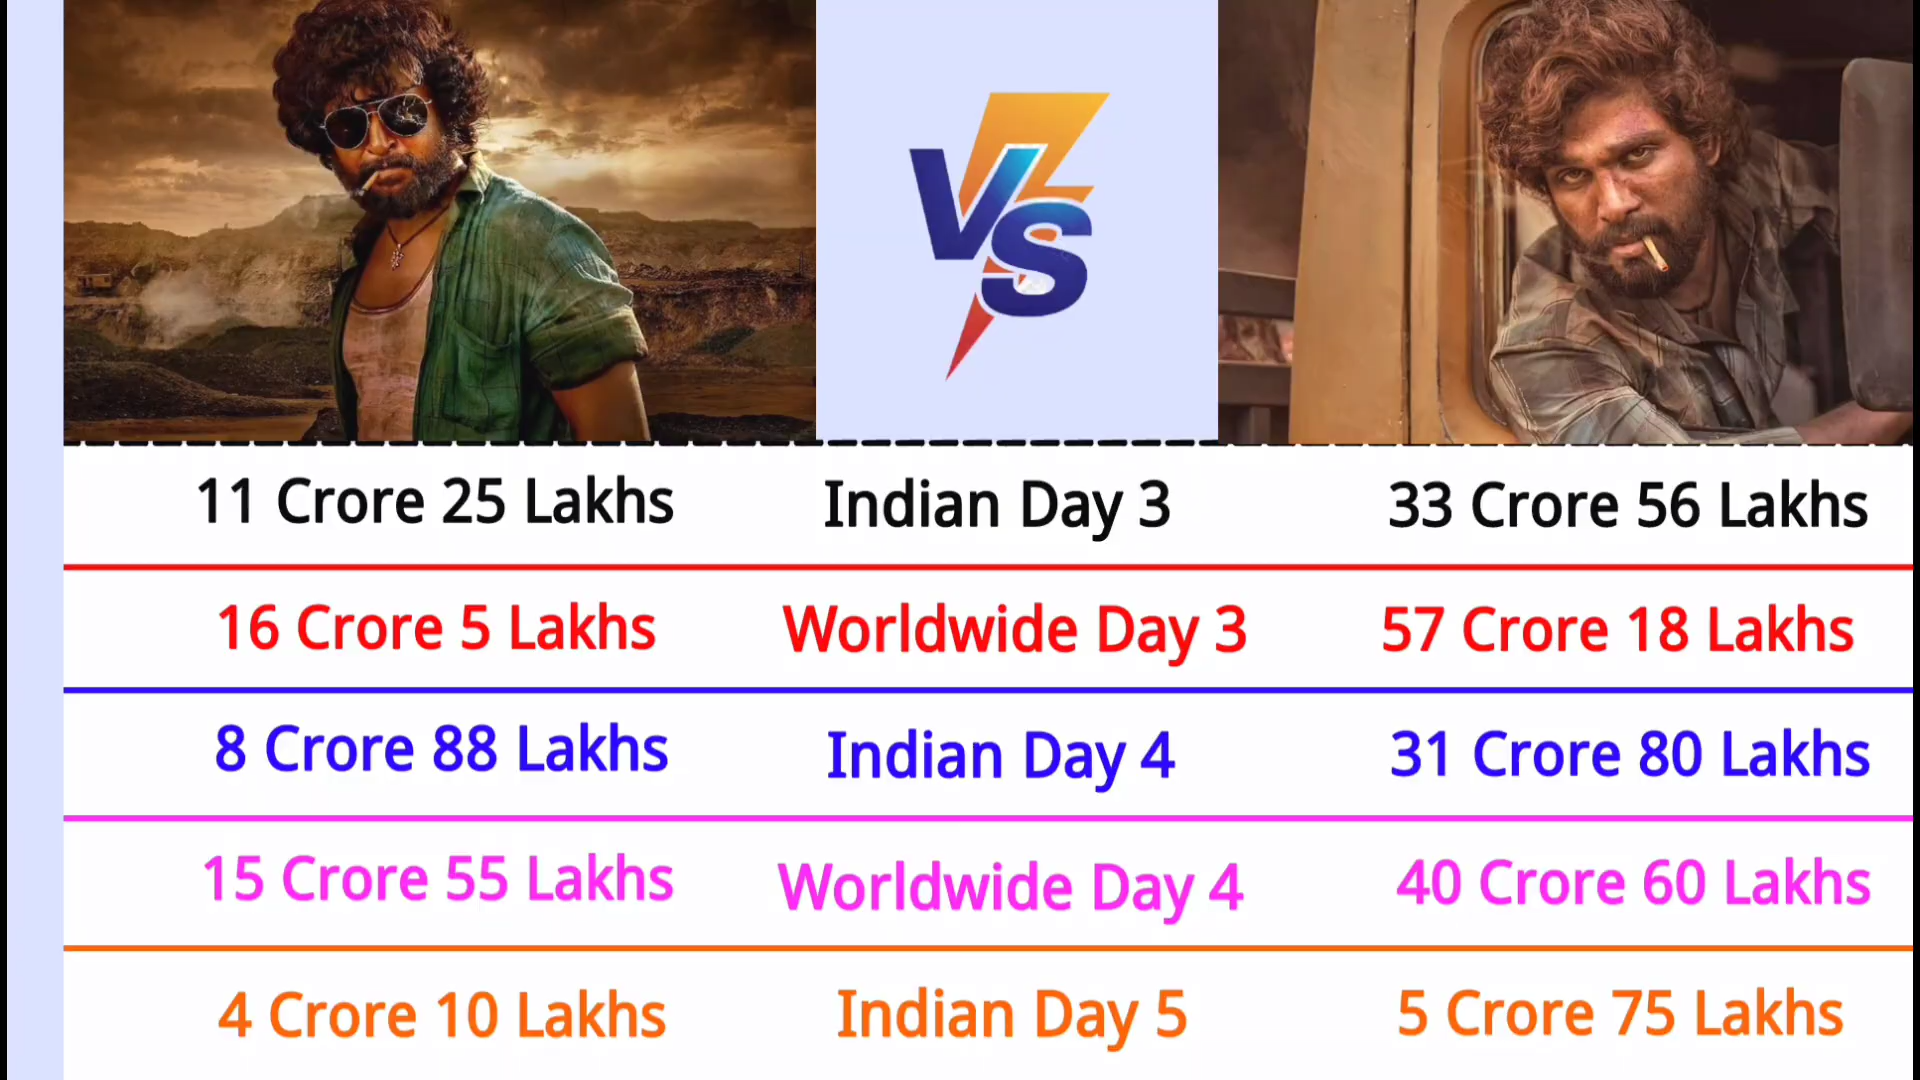 VS
11 Crore 25 Lakhs Indian Day 3 33 Crore 56 Lakhs
16 Crore 5 Lakhs Worldwide Day 3 57 Crore 18 Lakhs
8 Crore 88 Lakhs Indian Day 4 31 Crore 80 Lakhs
15 Crore 55 Lakhs Worldwide Day 4 40 Crore 60 Lakhs
4 Crore 10 Lakhs Indian Day 5 5 Crore 75 Lakhs